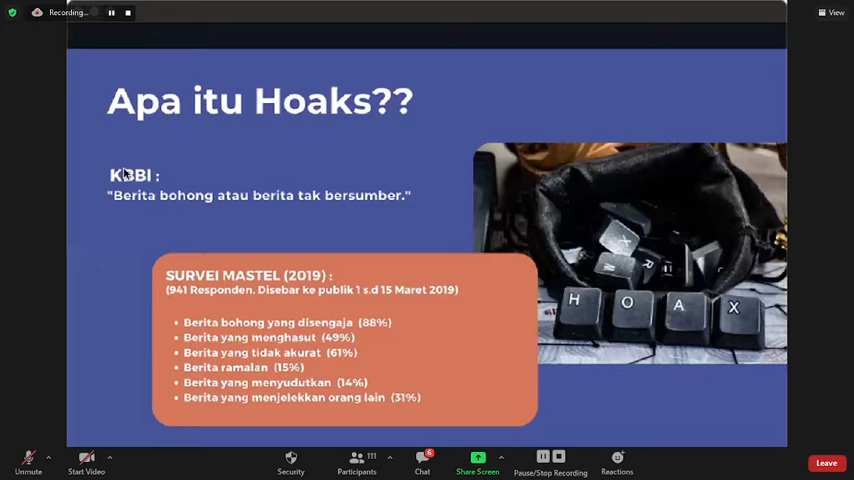 Recording...
View
Apa itu Hoaks??
KBBI :
"Berita bohong atau berita tak bersumber."
SURVEI MASTEL (2019) :
(941 Responden. Disebar ke publik 1 s.d 15 Maret 2019)
• Berita bohong yang disengaja (88%)
• Berita yang menghasut (49%)
• Berita yang tidak akurat (61%)
• Berita ramalan (15%)
• Berita yang menyudutkan (14%)
• Berita yang menjelekkan orang lain (31%)
X
M R
H O A X
Unmute
Start Video
Security
Participants 111
Chat 6
Share Screen
Pause/Stop Recording
Reactions
Leave